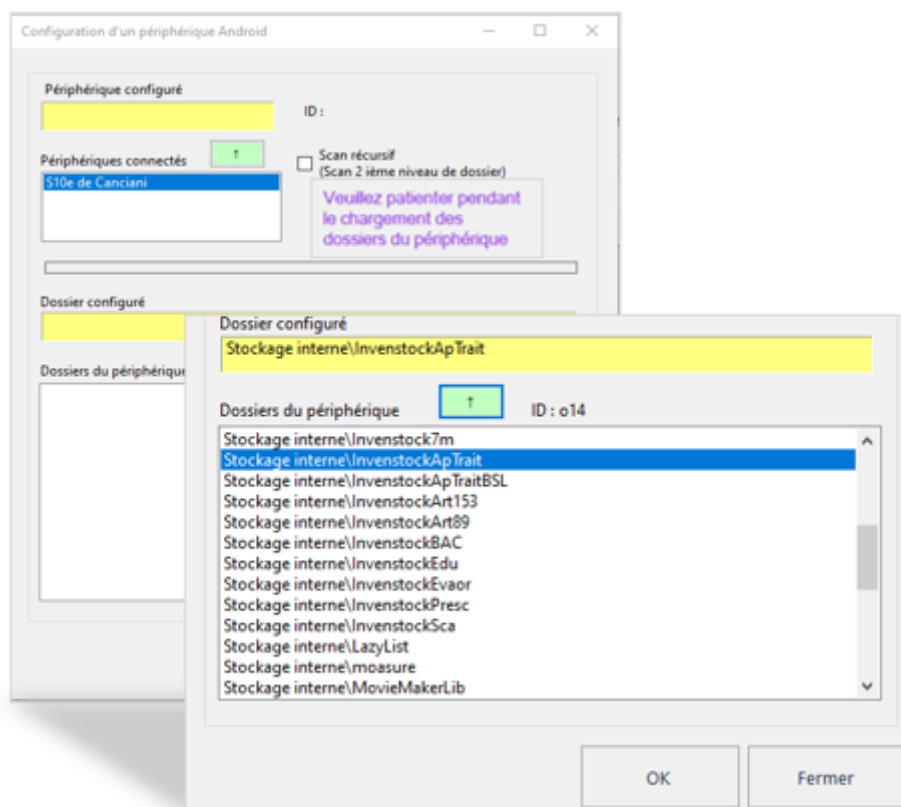 Configuration d'un périphérique Android
Périphérique configuré
ID :
Périphériques connectés
↑
Scan récursif
(Scan 2 ième niveau de dossier)
S10e de Canciani
Veuillez patienter pendant
le chargement des
dossiers du périphérique
Dossier configuré
Dossiers du périphérique
Dossier configuré
Stockage interne\InvenstockApTrait
Dossiers du périphérique
↑
ID : o14
Stockage interne\Invenstock7m
Stockage interne\InvenstockApTrait
Stockage interne\InvenstockApTraitBSL
Stockage interne\InvenstockArt153
Stockage interne\InvenstockArt89
Stockage interne\InvenstockBAC
Stockage interne\InvenstockEdu
Stockage interne\InvenstockEvaor
Stockage interne\InvenstockPresc
Stockage interne\InvenstockSca
Stockage interne\LazyList
Stockage interne\moasure
Stockage interne\MovieMakerLib
OK
Fermer